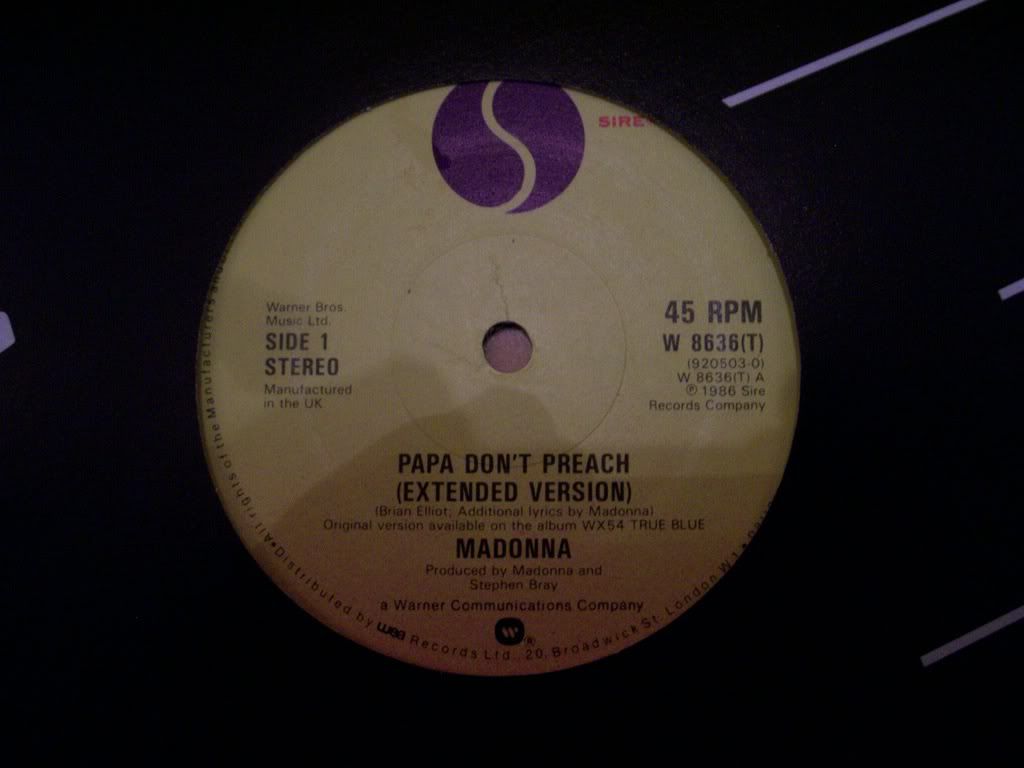 SIRE
Warner Bros.
Music Ltd.
SIDE 1
STEREO
Manufactured
in the UK
45 RPM
W 8636(T)
(920503-0)
W 8636(T) A
℗ 1986 Sire
Records Company
PAPA DON'T PREACH
(EXTENDED VERSION)
(Brian Elliot; Additional lyrics by Madonna)
Original version available on the album WX54 TRUE BLUE
MADONNA
Produced by Madonna and
Stephen Bray
a Warner Communications Company
W ®
All rights of the Manufacturers
Distributed by wea Records Ltd., 20, Broadwick St. London W.1